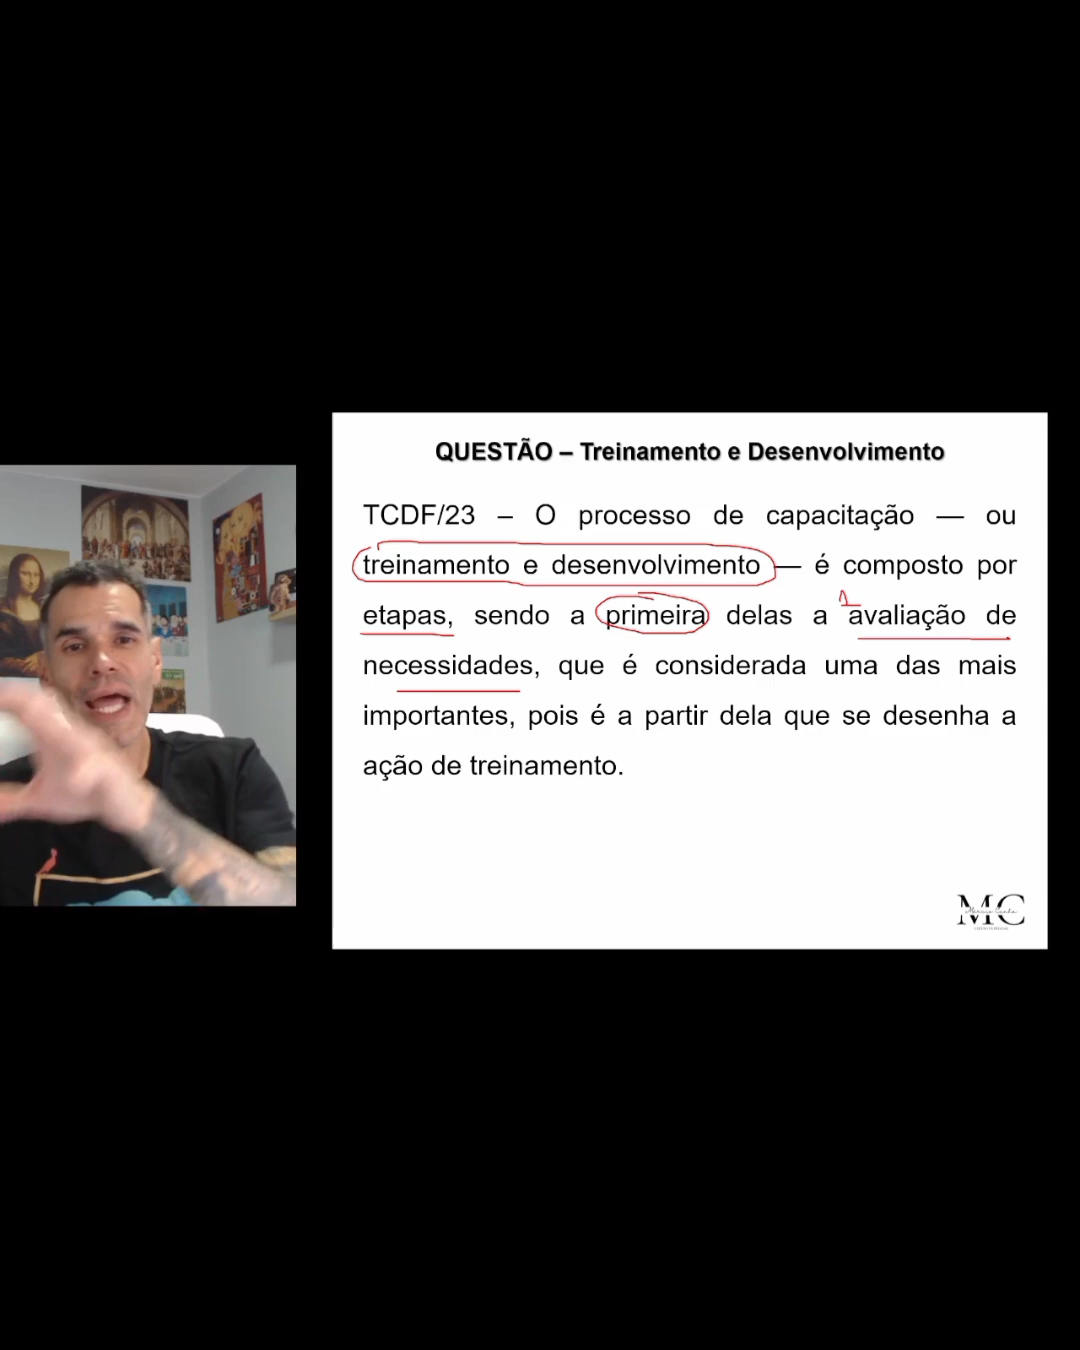 QUESTÃO – Treinamento e Desenvolvimento
TCDF/23 – O processo de capacitação — ou
treinamento e desenvolvimento — é composto por
1
etapas, sendo a primeira delas a avaliação de
necessidades, que é considerada uma das mais
importantes, pois é a partir dela que se desenha a
ação de treinamento.
MC